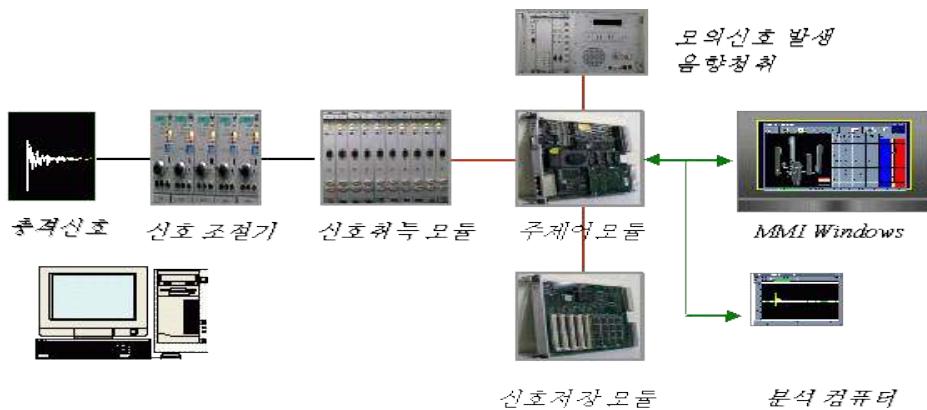 모의신호 발생
음향청취
충격신호
신호 조절기
신호취득 모듈
주제어 모듈
MMI Windows
신호저장 모듈
분석 컴퓨터